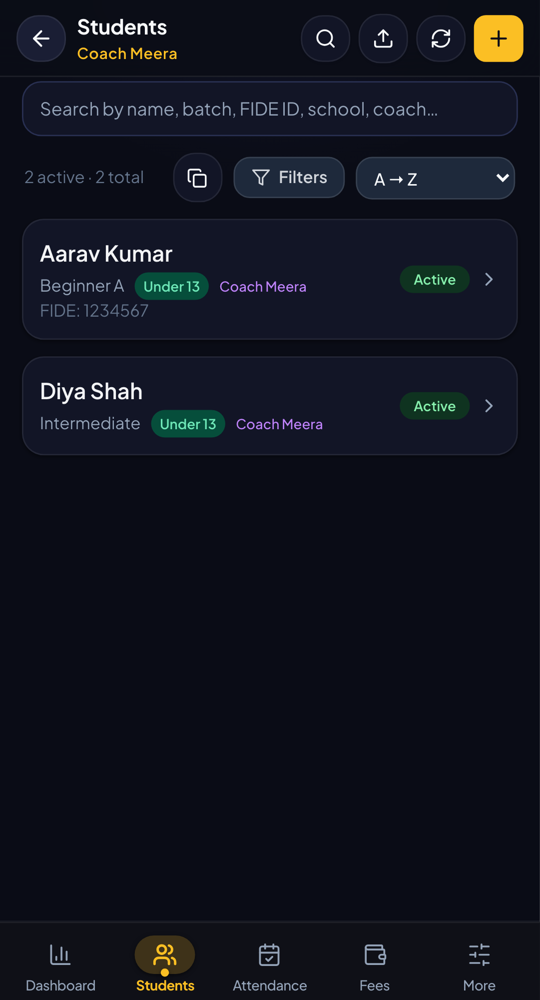 Students
Coach Meera
Search by name, batch, FIDE ID, school, coach...
2 active · 2 total
Filters
A → Z
Aarav Kumar
Beginner A Under 13 Coach Meera
FIDE: 1234567
Active
Diya Shah
Intermediate Under 13 Coach Meera
Active
Dashboard Students Attendance Fees More